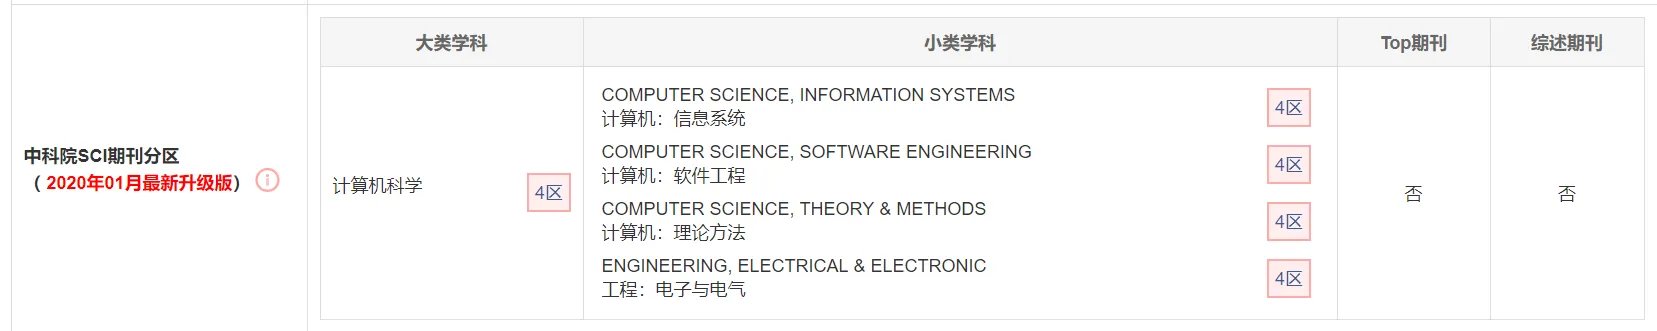 大类学科
小类学科
Top期刊
综述期刊
中科院SCI期刊分区
（ 2020年01月最新升级版）
计算机科学
4区
COMPUTER SCIENCE, INFORMATION SYSTEMS
计算机：信息系统
4区
COMPUTER SCIENCE, SOFTWARE ENGINEERING
计算机：软件工程
4区
COMPUTER SCIENCE, THEORY & METHODS
计算机：理论方法
4区
ENGINEERING, ELECTRICAL & ELECTRONIC
工程：电子与电气
4区
否
否